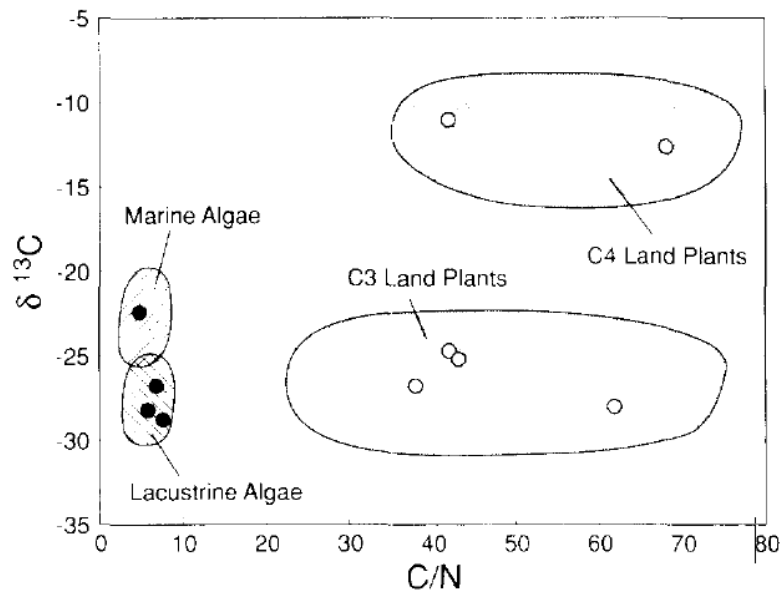 -5
-10
-15
-20
-25
-30
-35
δ ¹³C
Marine Algae
C4 Land Plants
C3 Land Plants
Lacustrine Algae
0 10 20 30 40 50 60 70 80
C/N